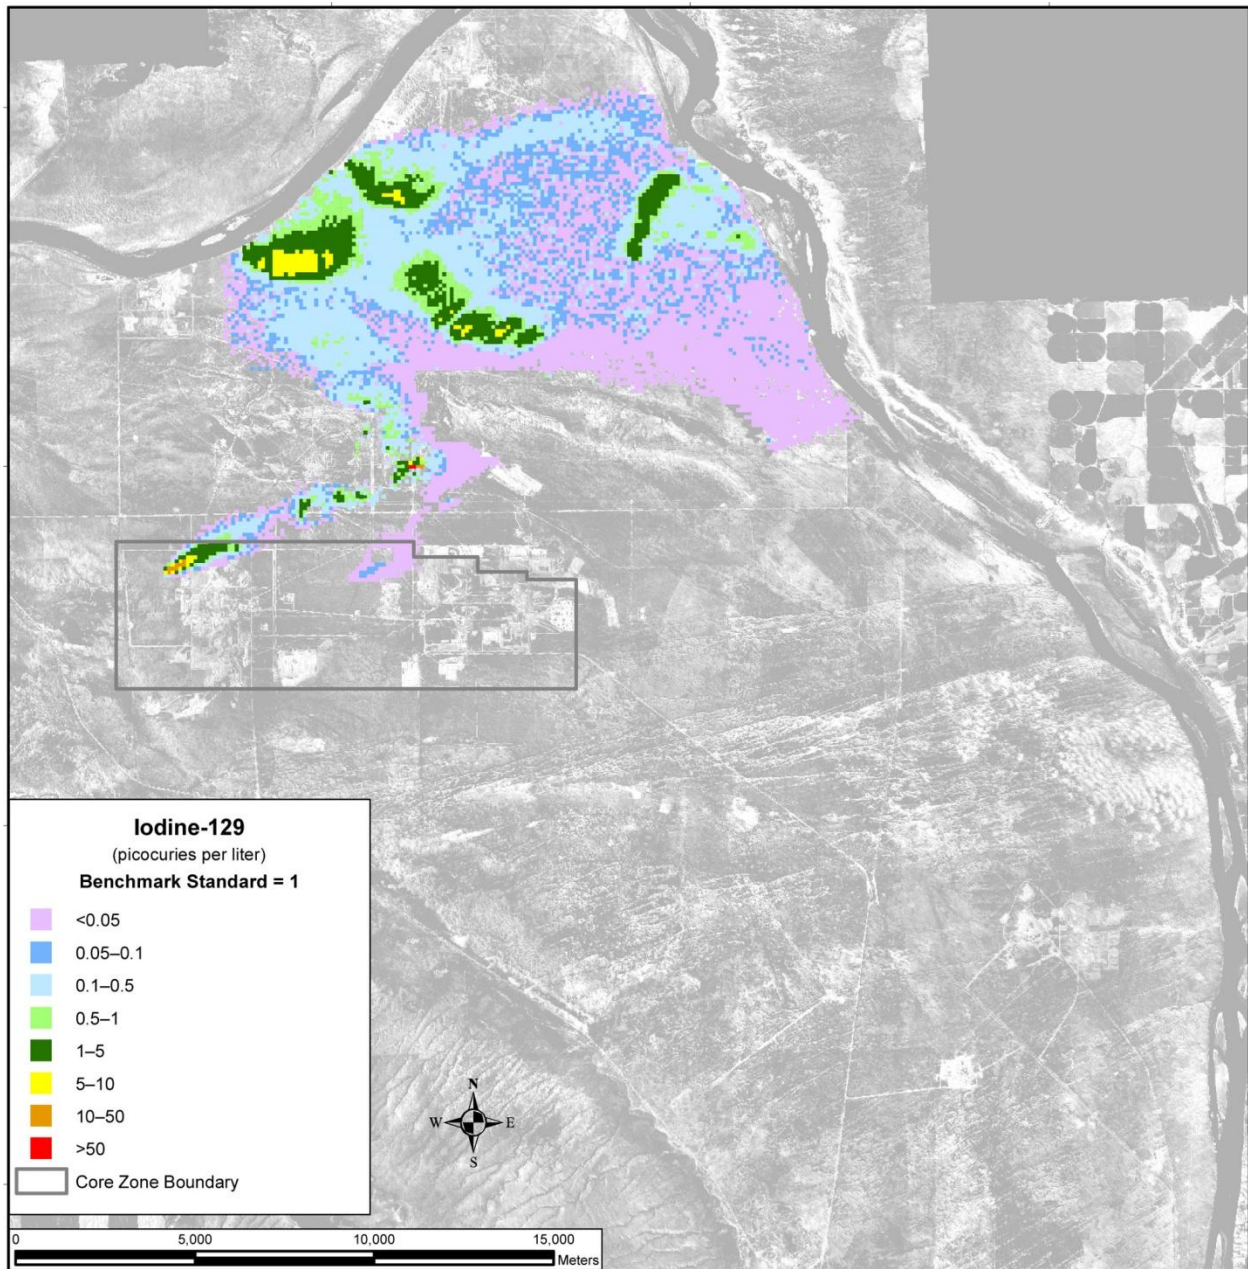 Iodine-129
(picocuries per liter)
Benchmark Standard = 1
<0.05
0.05–0.1
0.1–0.5
0.5–1
1–5
5–10
10–50
>50
Core Zone Boundary
N
W E
S
0 5,000 10,000 15,000
Meters